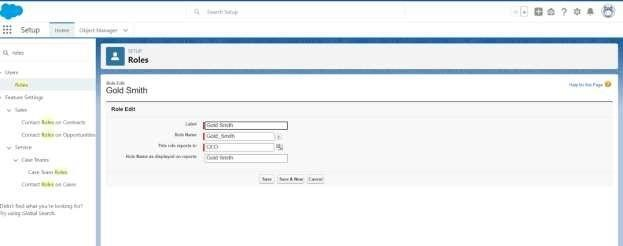 Search Setup
Setup
Home
Object Manager
roles
Users
Roles
Feature Settings
Sales
Contact Roles on Contracts
Contact Roles on Opportunities
Service
Case Teams
Case Team Roles
Contact Roles on Cases
Didn't find what you're looking for?
Try using Global Search.
SETUP
Roles
Role Edit
Gold Smith
Help for this Page
Role Edit
Label
Gold Smith
Role Name
Gold_Smith
This role reports to
CEO
Role Name as displayed on reports
Gold Smith
Save
Save & New
Cancel